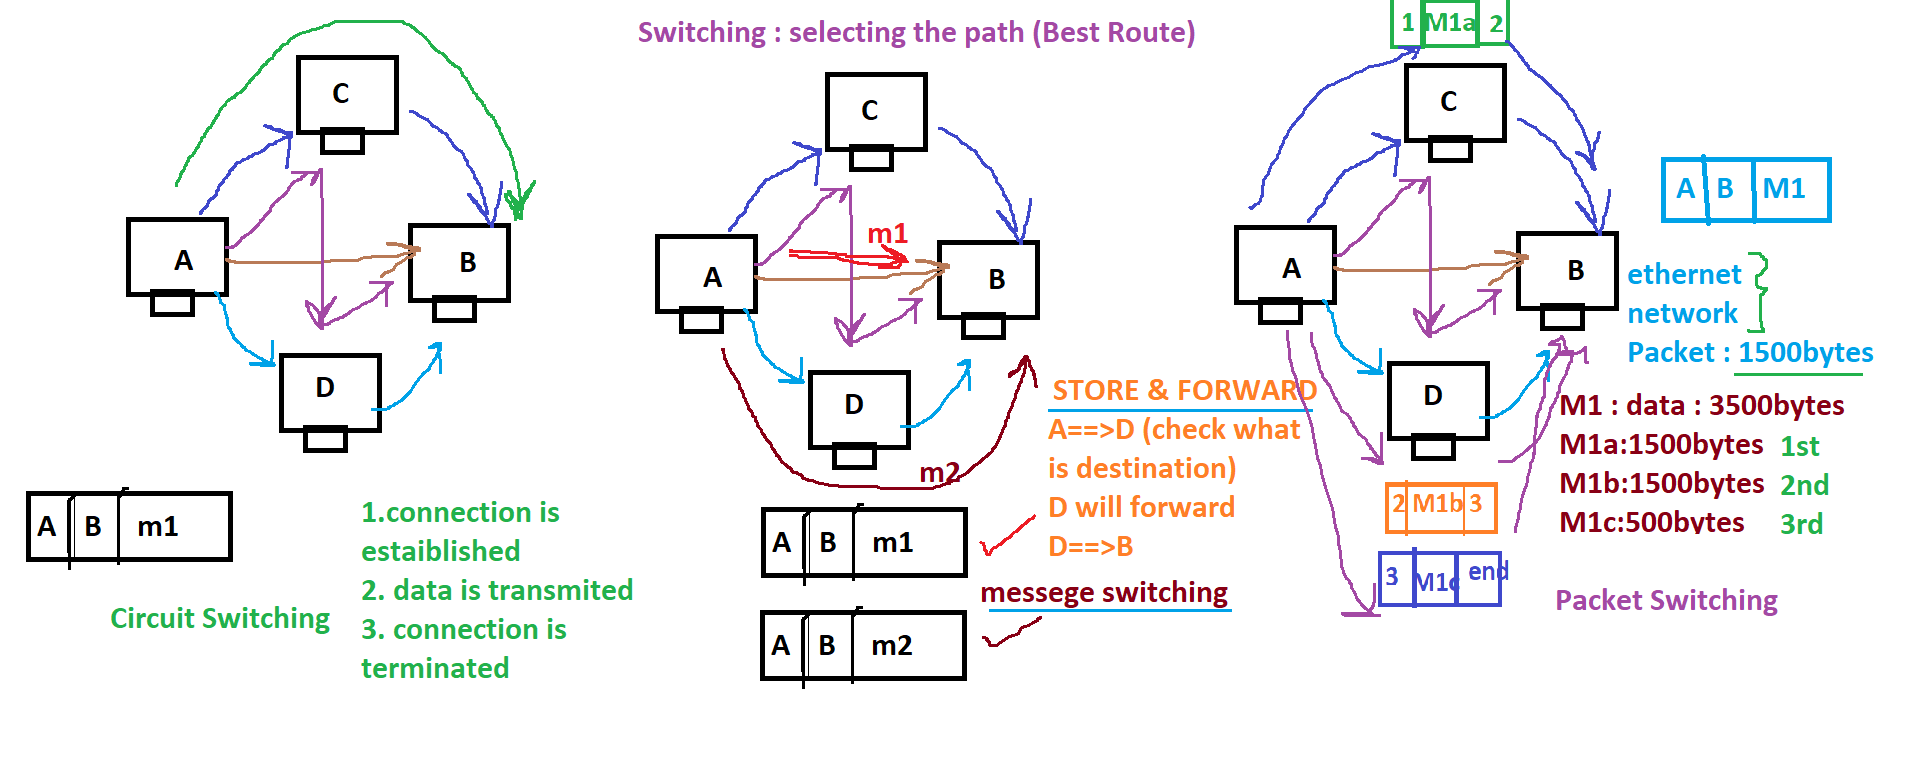 Switching : selecting the path (Best Route)
C
A
B
D
A B m1
Circuit Switching
1.connection is
estaiblished
2. data is transmited
3. connection is
terminated
C
m1
A
B
D
m2
STORE & FORWARD
A==>D (check what
is destination)
D will forward
D==>B
A B m1
messege switching
A B m2
1 M1a 2
C
A
B
D
A B M1
ethernet
network
Packet : 1500bytes
M1 : data : 3500bytes
M1a:1500bytes 1st
M1b:1500bytes 2nd
M1c:500bytes 3rd
2 M1b 3
3 M1c end
Packet Switching